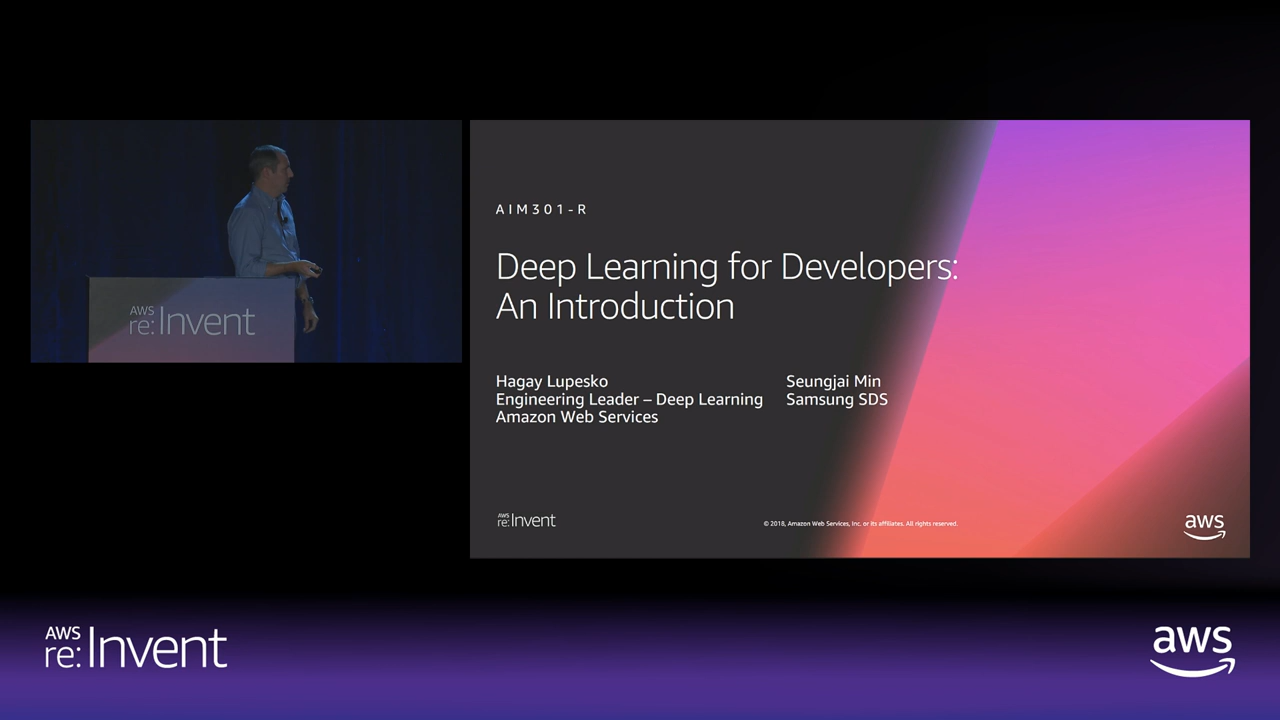 AWS
re:Invent
AIM301-R
Deep Learning for Developers:
An Introduction
Hagay Lupesko
Engineering Leader – Deep Learning
Amazon Web Services
Seungjai Min
Samsung SDS
AWS
re:Invent
© 2018, Amazon Web Services, Inc. or its affiliates. All rights reserved.
aws
AWS
re:Invent
aws